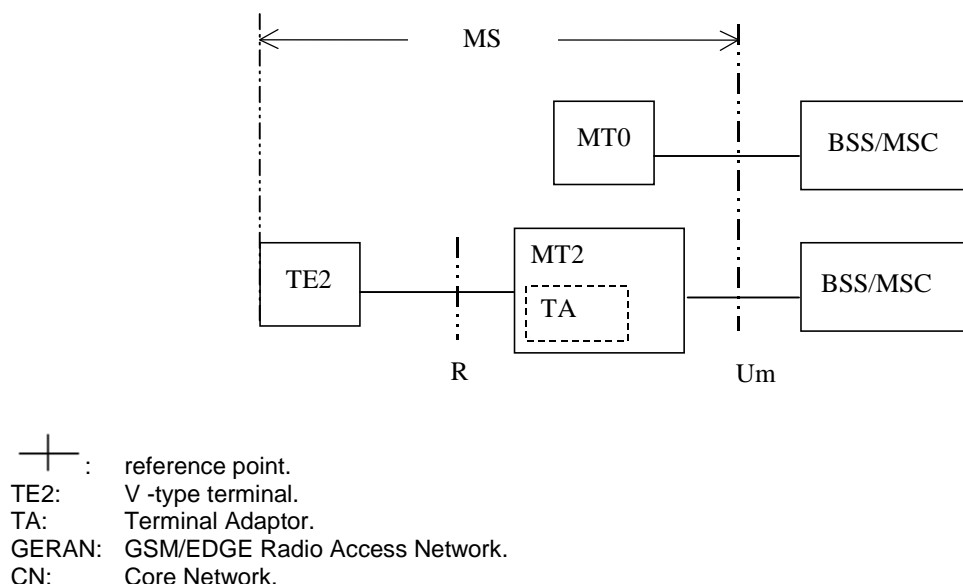 MS
MT0
BSS/MSC
MT2
TE2
TA
BSS/MSC
R
Um
: reference point.
TE2: V -type terminal.
TA: Terminal Adaptor.
GERAN: GSM/EDGE Radio Access Network.
CN: Core Network.